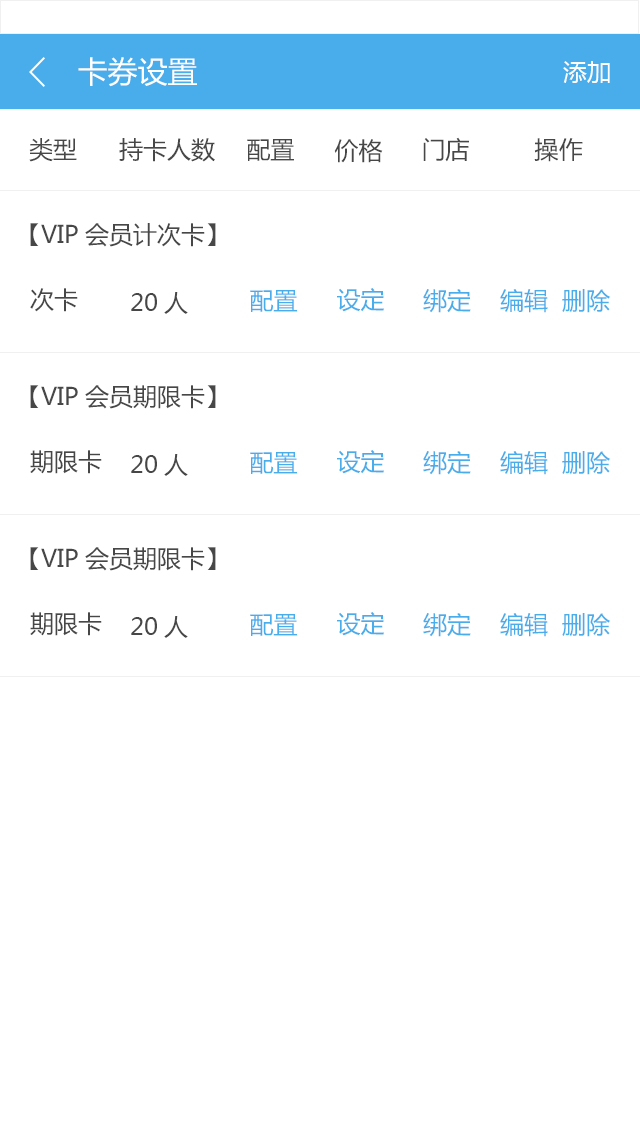 卡券设置 添加
类型 持卡人数 配置 价格 门店 操作
【VIP 会员计次卡】
次卡 20 人 配置 设定 绑定 编辑 删除
【VIP 会员期限卡】
期限卡 20 人 配置 设定 绑定 编辑 删除
【VIP 会员期限卡】
期限卡 20 人 配置 设定 绑定 编辑 删除